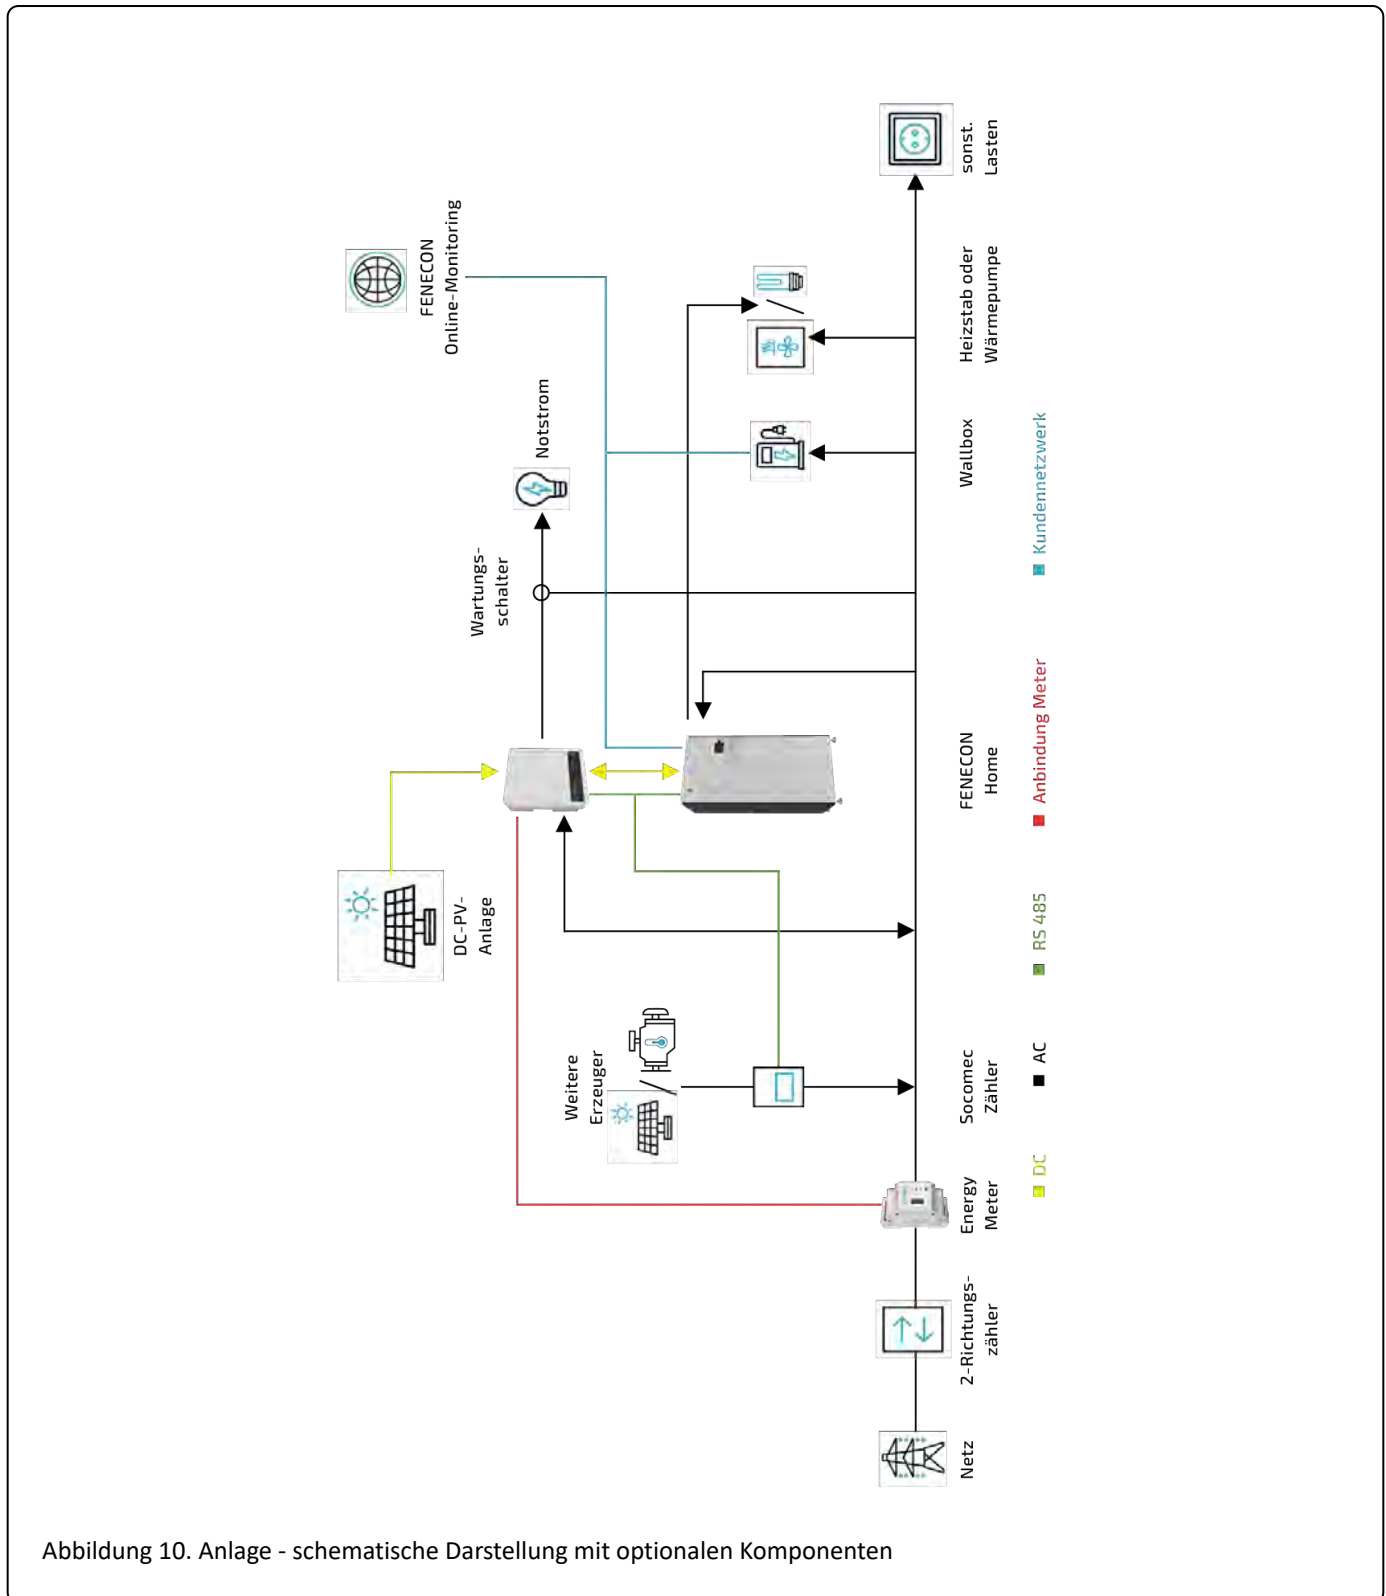 FENECON
Online-Monitoring
Notstrom
Wartungs-
schalter
DC-PV-
Anlage
Weitere
Erzeuger
Netz
2-Richtungs-
zähler
Energy
Meter
Socomec
Zähler
FENECON
Home
Wallbox
Heizstab oder
Wärmepumpe
sonst.
Lasten
DC
AC
RS 485
Anbindung Meter
Kundennetzwerk
Abbildung 10. Anlage - schematische Darstellung mit optionalen Komponenten